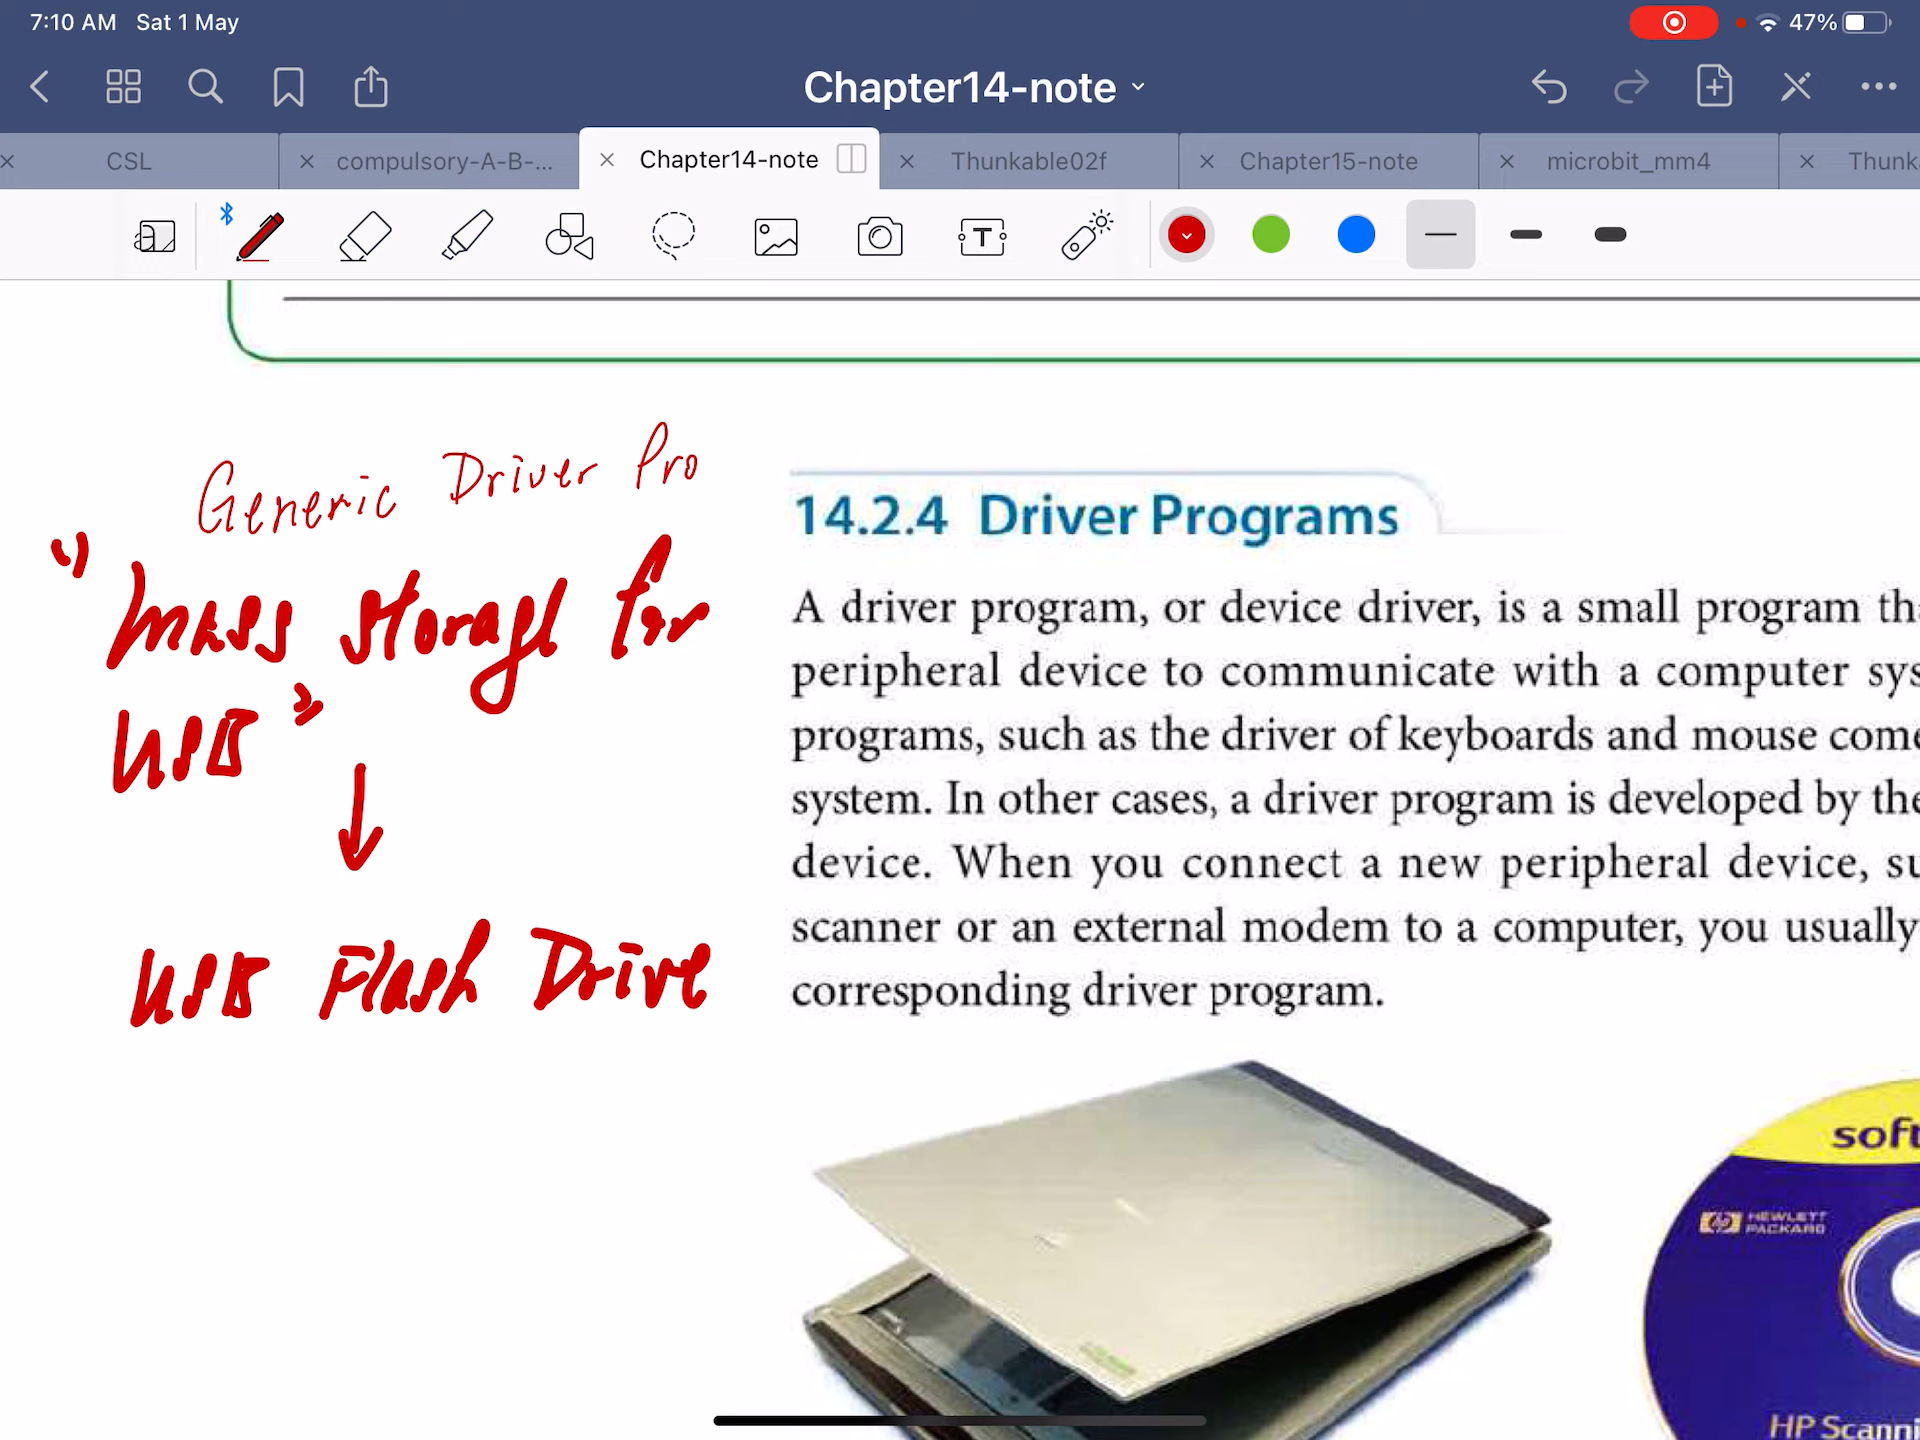 7:10 AM Sat 1 May
47%
Chapter14-note
CSL
compulsory-A-B-...
Chapter14-note
Thunkable02f
Chapter15-note
microbit_mm4
Thunk
Generic Driver Pro
"Mass storage for
USB"
USB Flash Drive
14.2.4 Driver Programs
A driver program, or device driver, is a small program tha
peripheral device to communicate with a computer sys
programs, such as the driver of keyboards and mouse come
system. In other cases, a driver program is developed by the
device. When you connect a new peripheral device, su
scanner or an external modem to a computer, you usually
corresponding driver program.
soft
hp HEWLETT
PACKARD
HP Scanni